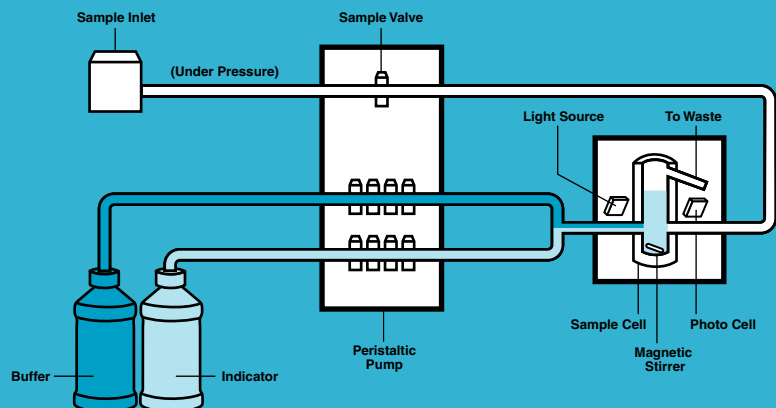 Sample Inlet
Sample Valve
(Under Pressure)
Light Source
To Waste
Sample Cell
Photo Cell
Magnetic
Stirrer
Peristaltic
Pump
Buffer
Indicator